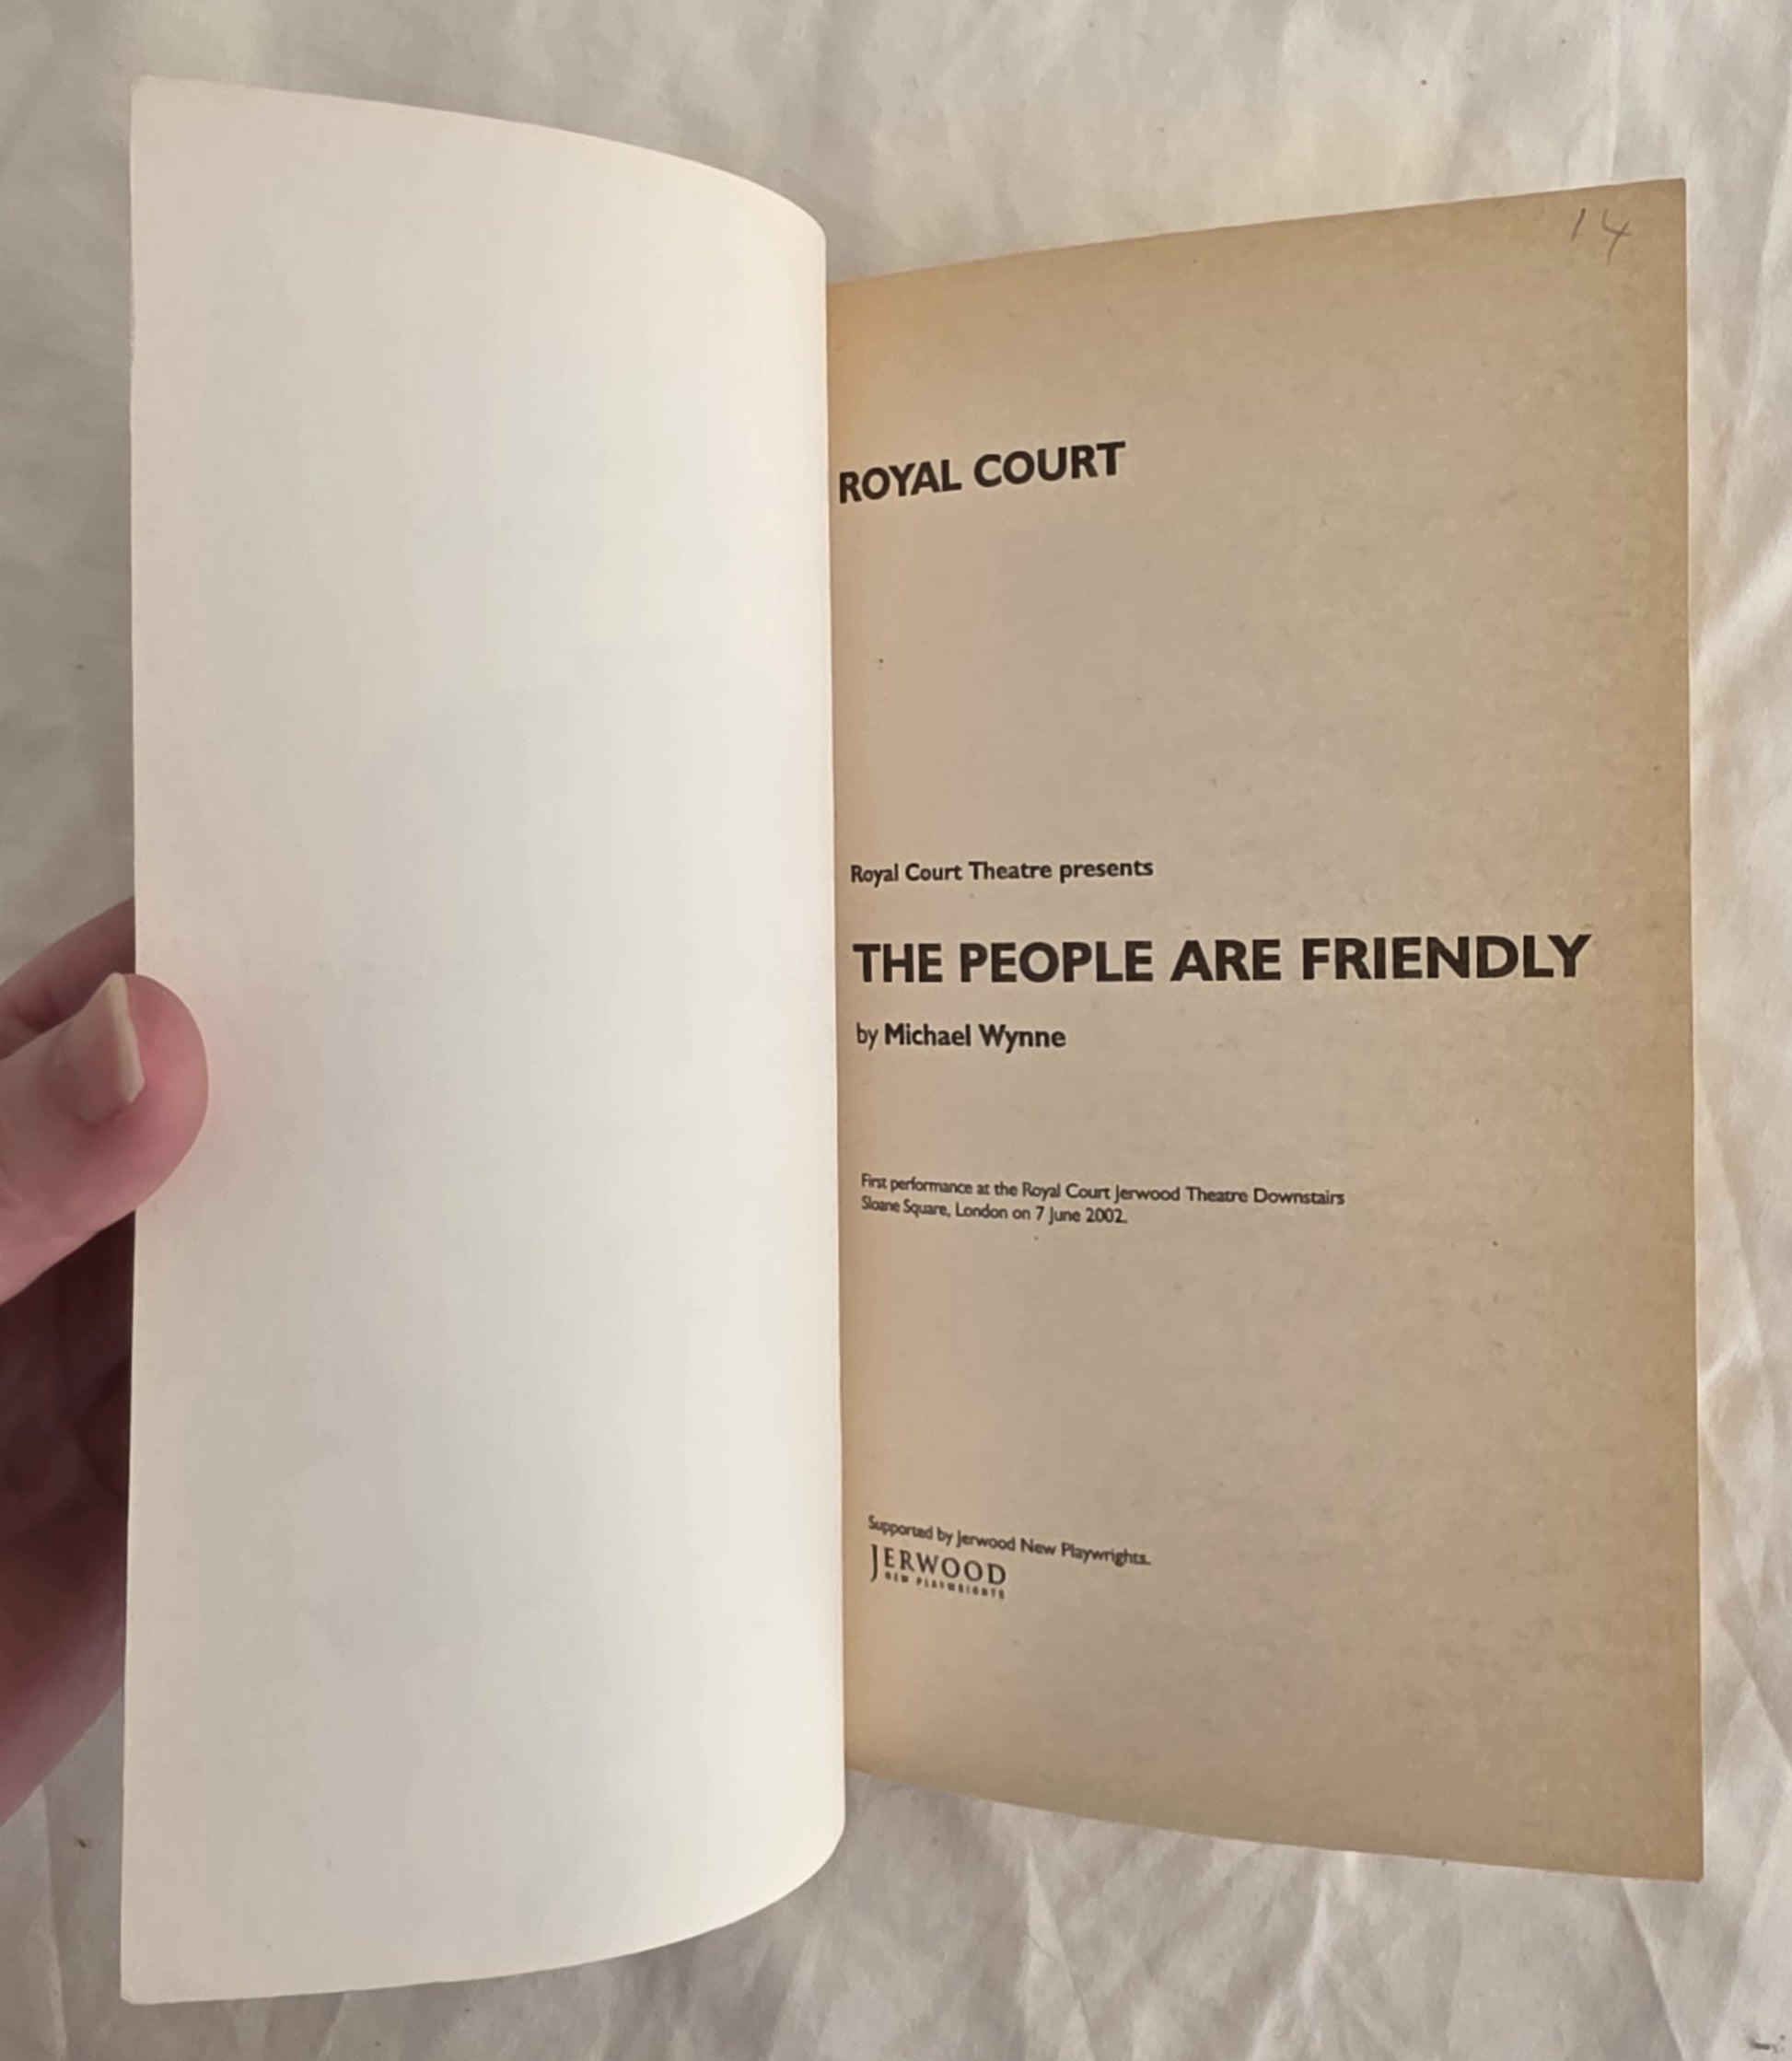 14
ROYAL COURT
Royal Court Theatre presents
THE PEOPLE ARE FRIENDLY
by Michael Wynne
First performance at the Royal Court Jerwood Theatre Downstairs
Sloane Square, London on 7 June 2002.
Supported by Jerwood New Playwrights.
JERWOOD
NEW PLAYWRIGHTS